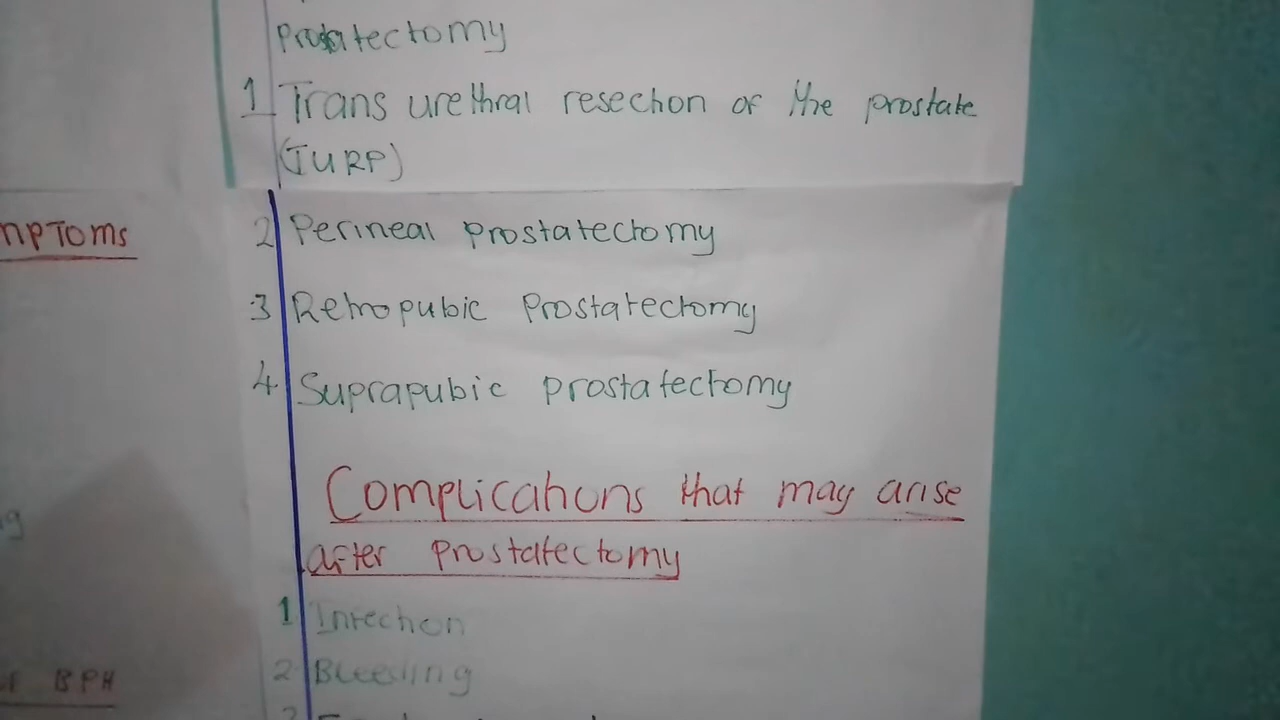 Prostatectomy
1 Trans urethral resection of the prostate
(TURP)
2 Perineal prostatectomy
3 Retropubic Prostatectomy
4 Suprapubic prostatectomy
Complications that may arise
after prostatectomy
1 Infection
2 Bleeding
mptoms
BPH